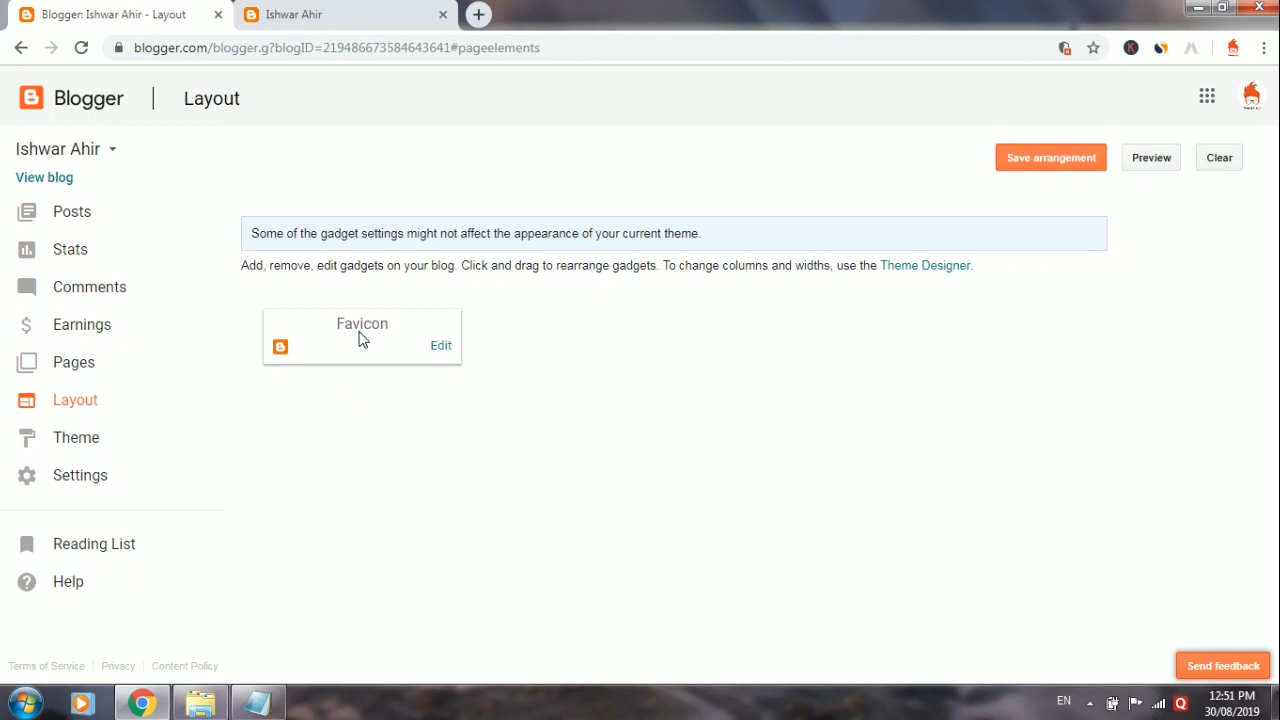 Blogger: Ishwar Ahir - Layout
Ishwar Ahir
blogger.com/blogger.g?blogID=219486673584643641#pageelements
Blogger
Layout
Ishwar Ahir
View blog
Save arrangement
Preview
Clear
Posts
Stats
Comments
Earnings
Pages
Layout
Theme
Settings
Reading List
Help
Some of the gadget settings might not affect the appearance of your current theme.
Add, remove, edit gadgets on your blog. Click and drag to rearrange gadgets. To change columns and widths, use the Theme Designer.
Favicon
Edit
Terms of Service
Privacy
Content Policy
Send feedback
EN
12:51 PM
30/08/2019